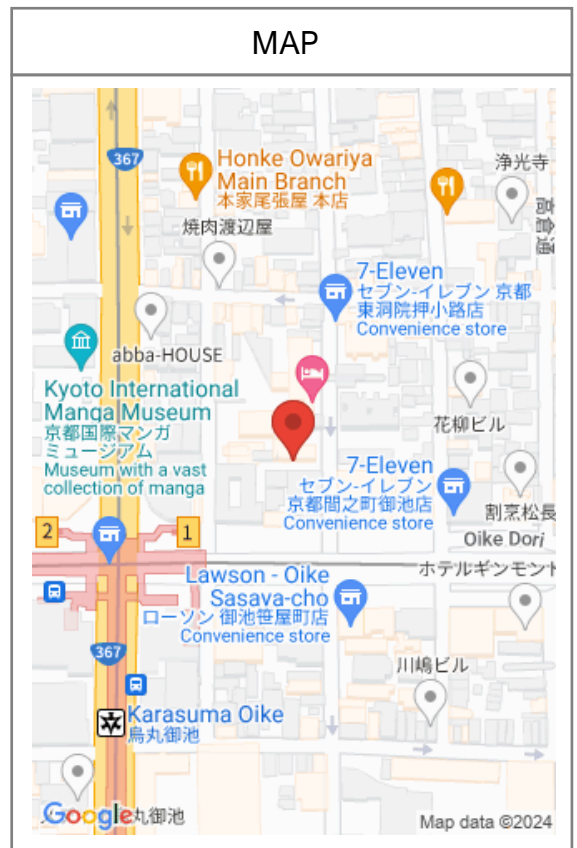 MAP
367
Honke Owariya
Main Branch
本家尾張屋 本店
浄光寺
高倉通
焼肉渡辺屋
7-Eleven
セブン-イレブン 京都
東洞院押小路店
Convenience store
abba-HOUSE
Kyoto International
Manga Museum
京都国際マンガ
ミュージアム
Museum with a vast
collection of manga
花柳ビル
7-Eleven
セブン-イレブン
京都間之町御池店
Convenience store
割烹松長
2
1
Oike Dori
ホテルギンモンド
Lawson - Oike
Sasaya-cho
ローソン 御池笹屋町店
Convenience store
367
川嶋ビル
Karasuma Oike
烏丸御池
Google
丸御池
Map data ©2024